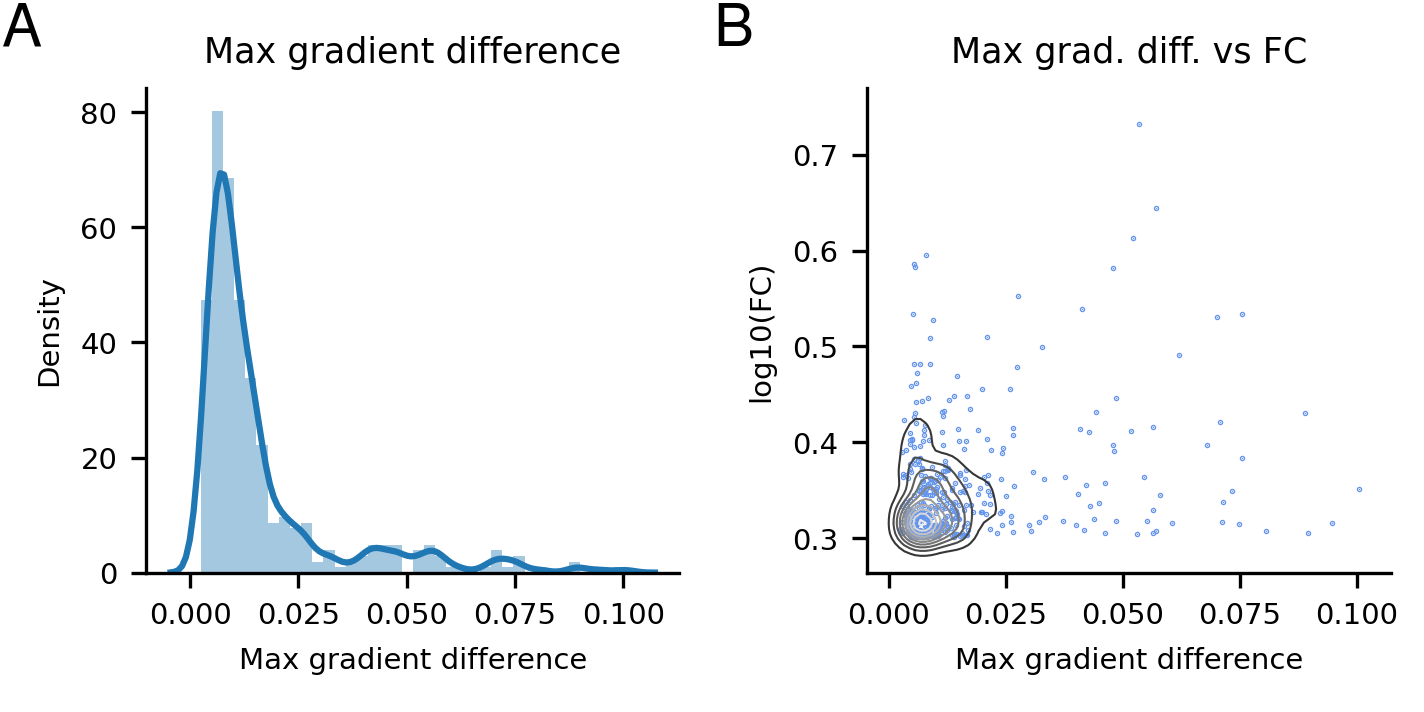 A
Max gradient difference
80
60
40
20
0
Density
0.000 0.025 0.050 0.075 0.100
Max gradient difference
B
Max grad. diff. vs FC
0.7
0.6
0.5
0.4
0.3
log10(FC)
0.000 0.025 0.050 0.075 0.100
Max gradient difference